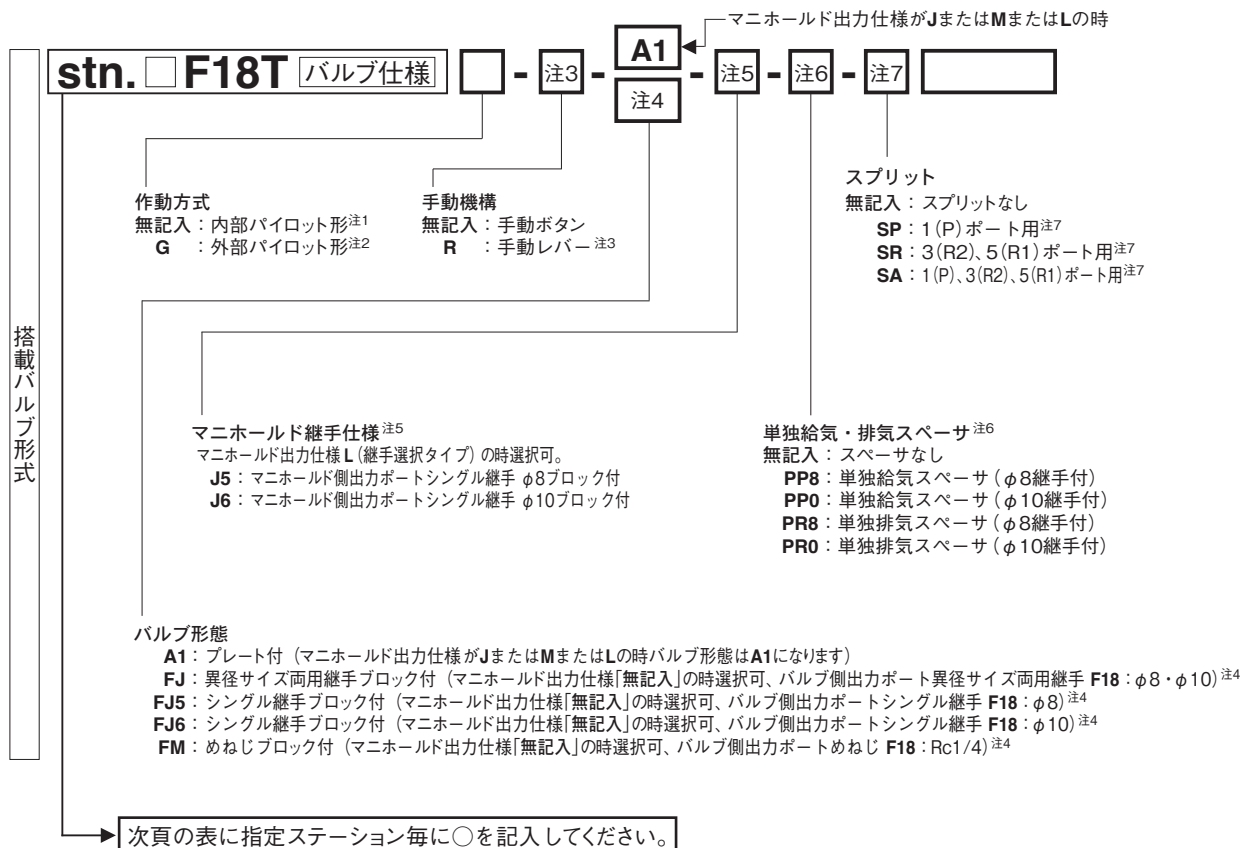 マニホールド出力仕様がJまたはMまたはLの時
stn. □ F18T バルブ仕様 □ - 注3 - A1 - 注5 - 注6 - 注7
注4
作動方式
無記入：内部パイロット形注1
G ：外部パイロット形注2
手動機構
無記入：手動ボタン
R ：手動レバー注3
スプリット
無記入：スプリットなし
SP：1(P)ポート用注7
SR：3(R2)、5(R1)ポート用注7
SA：1(P)、3(R2)、5(R1)ポート用注7
搭載バルブ形式
マニホールド継手仕様注5
マニホールド出力仕様L（継手選択タイプ）の時選択可。
J5：マニホールド側出力ポートシングル継手 φ8ブロック付
J6：マニホールド側出力ポートシングル継手 φ10ブロック付
単独給気・排気スペーサ注6
無記入：スペーサなし
PP8：単独給気スペーサ（φ8継手付）
PP0：単独給気スペーサ（φ10継手付）
PR8：単独排気スペーサ（φ8継手付）
PR0：単独排気スペーサ（φ10継手付）
バルブ形態
A1：プレート付（マニホールド出力仕様がJまたはMまたはLの時バルブ形態はA1になります）
FJ：異径サイズ両用継手ブロック付（マニホールド出力仕様「無記入」の時選択可、バルブ側出力ポート異径サイズ両用継手 F18：φ8・φ10）注4
FJ5：シングル継手ブロック付（マニホールド出力仕様「無記入」の時選択可、バルブ側出力ポートシングル継手 F18：φ8）注4
FJ6：シングル継手ブロック付（マニホールド出力仕様「無記入」の時選択可、バルブ側出力ポートシングル継手 F18：φ10）注4
FM：めねじブロック付（マニホールド出力仕様「無記入」の時選択可、バルブ側出力ポートめねじ F18：Rc1/4）注4
次頁の表に指定ステーション毎に○を記入してください。